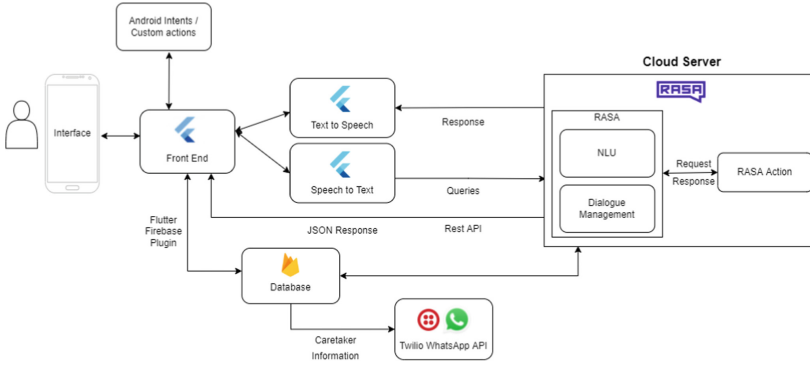 Android Intents /
Custom actions
Cloud Server
RASA
RASA
Interface
Front End
Text to Speech
Response
NLU
Request
Response
RASA Action
Speech to Text
Queries
Dialogue
Management
Flutter
Firebase
Plugin
JSON Response
Rest API
Database
Caretaker
Information
Twilio WhatsApp API